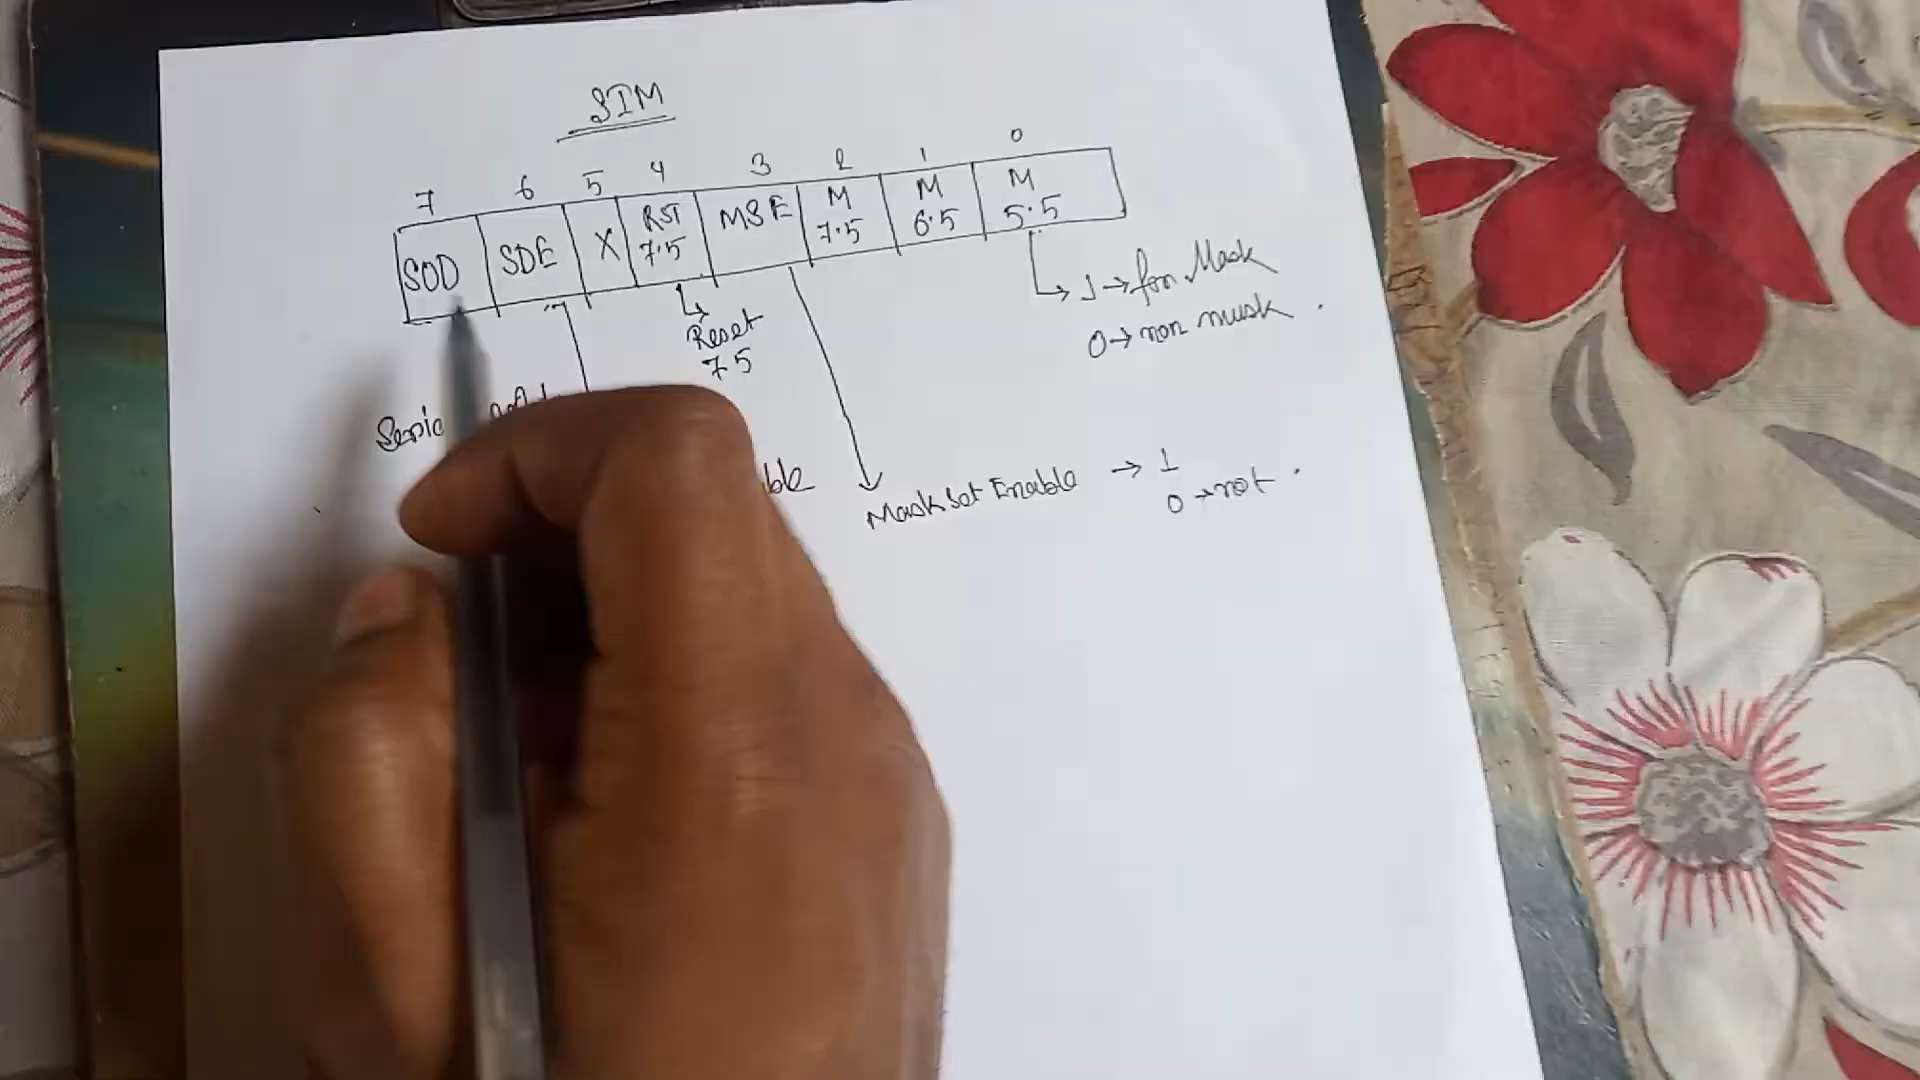 SIM
7 6 5 4 3 2 1 0
SOD SDE X RST 7.5 MSE M 7.5 M 6.5 M 5.5
1 → for Mask
0 → non musk .
Reset
7 5
Mask Set Enable → 1
0 → not .